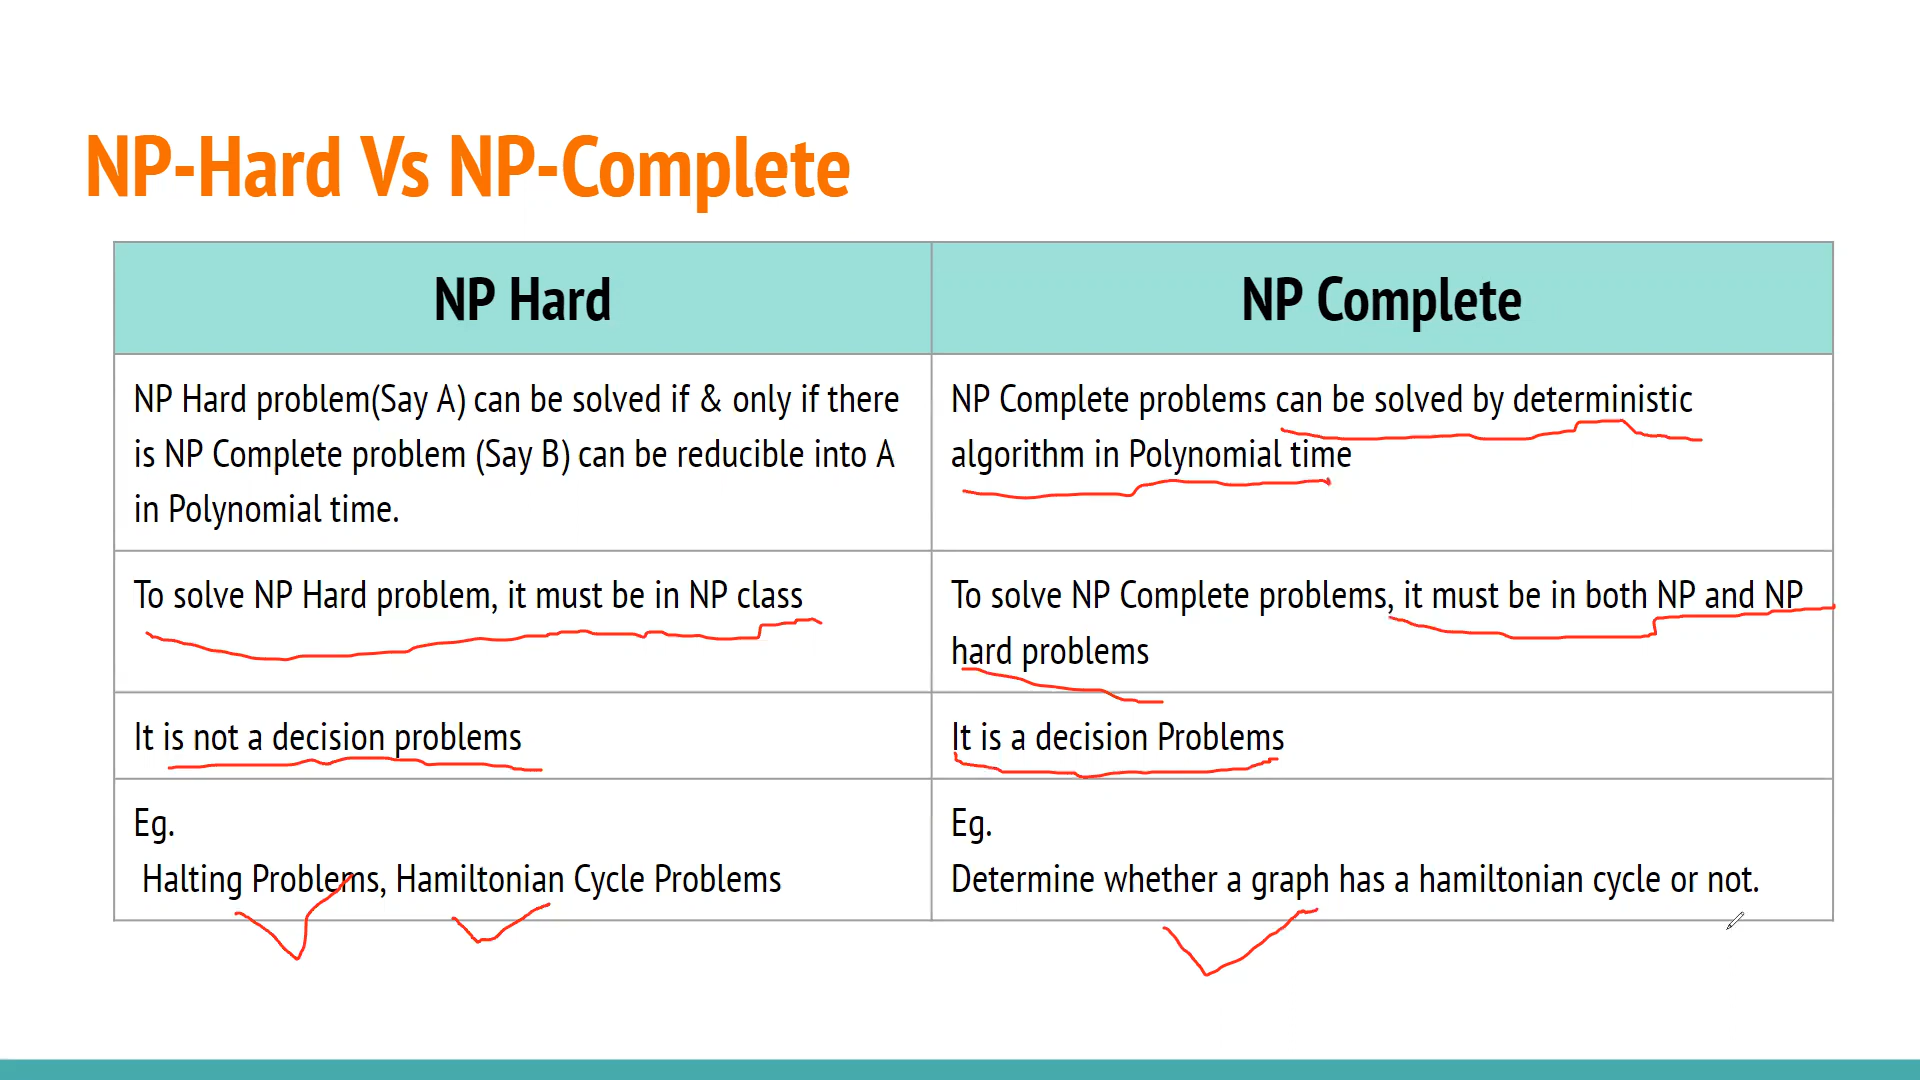 NP-Hard Vs NP-Complete
NP Hard
NP Complete
NP Hard problem(Say A) can be solved if & only if there
is NP Complete problem (Say B) can be reducible into A
in Polynomial time.
NP Complete problems can be solved by deterministic
algorithm in Polynomial time
To solve NP Hard problem, it must be in NP class
To solve NP Complete problems, it must be in both NP and NP
hard problems
It is not a decision problems
It is a decision Problems
Eg.
Halting Problems, Hamiltonian Cycle Problems
Eg.
Determine whether a graph has a hamiltonian cycle or not.